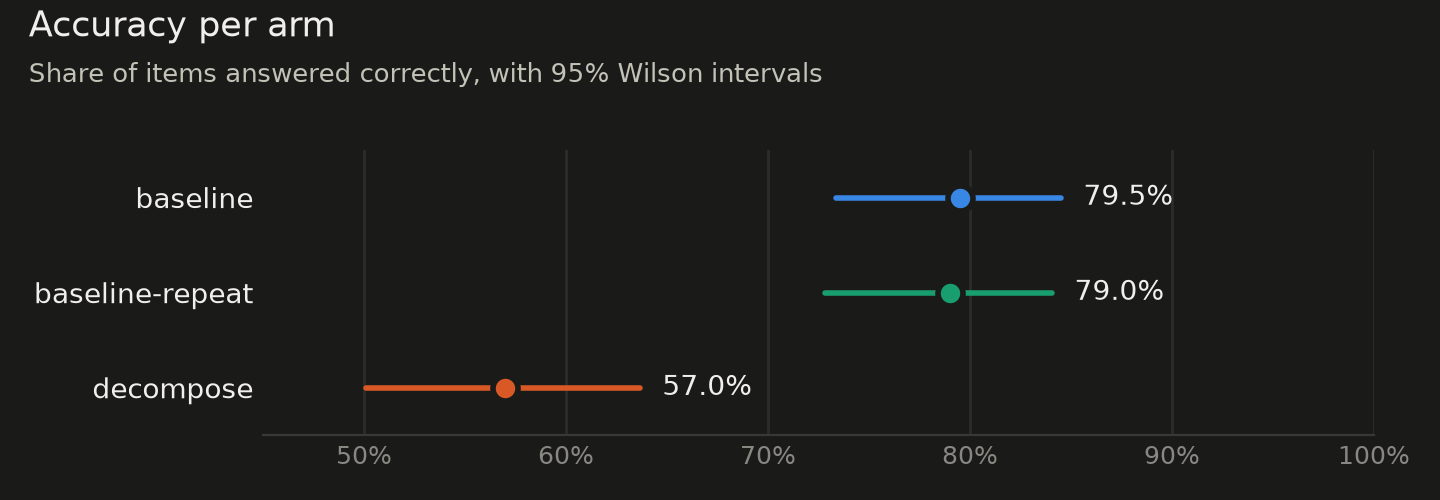 Accuracy per arm
Share of items answered correctly, with 95% Wilson intervals
baseline 79.5%
baseline-repeat 79.0%
decompose 57.0%
50% 60% 70% 80% 90% 100%